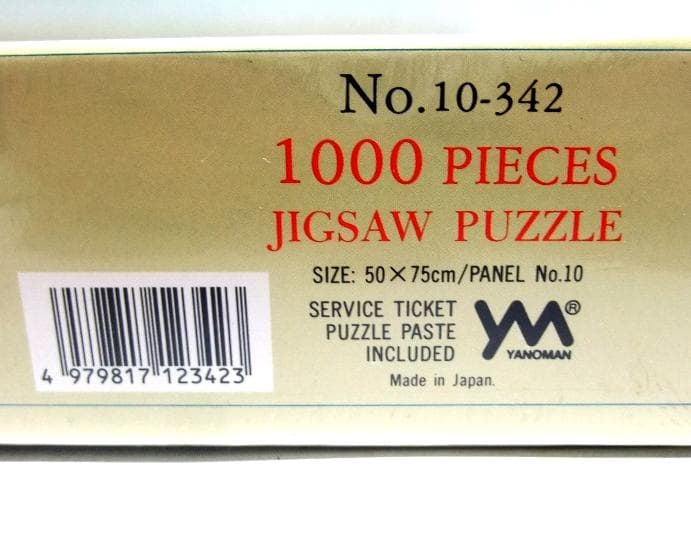 No.10-342
1000 PIECES
JIGSAW PUZZLE
SIZE: 50×75cm/PANEL No.10
SERVICE TICKET
PUZZLE PASTE
INCLUDED
YM®
YANOMAN
Made in Japan.
4 979817 123423